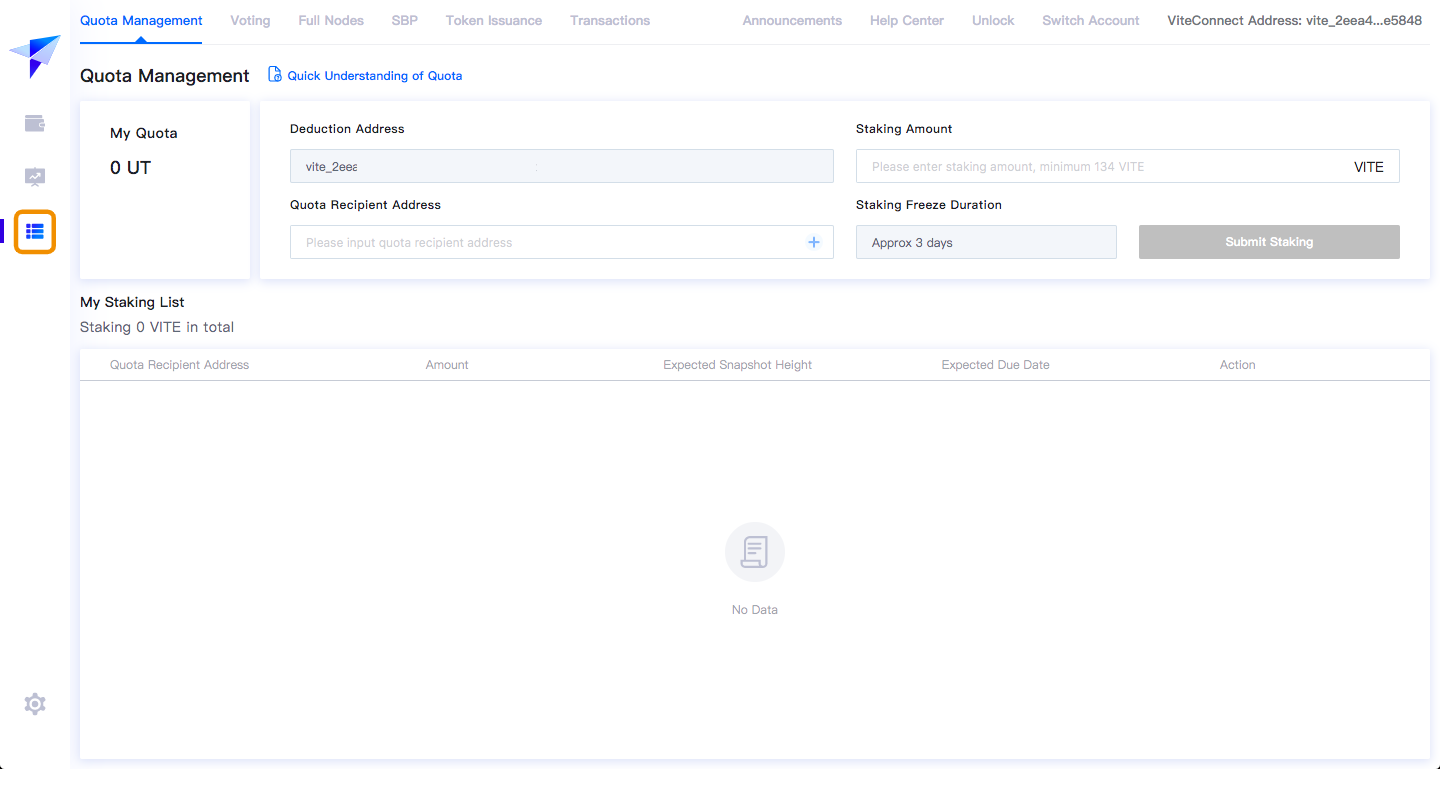 Quota Management Voting Full Nodes SBP Token Issuance Transactions Announcements Help Center Unlock Switch Account ViteConnect Address: vite_2eea4...e5848
Quota Management Quick Understanding of Quota
My Quota
0 UT
Deduction Address
vite_2eea
Staking Amount
Please enter staking amount, minimum 134 VITE VITE
Quota Recipient Address
Please input quota recipient address +
Staking Freeze Duration
Approx 3 days
Submit Staking
My Staking List
Staking 0 VITE in total
Quota Recipient Address Amount Expected Snapshot Height Expected Due Date Action
No Data